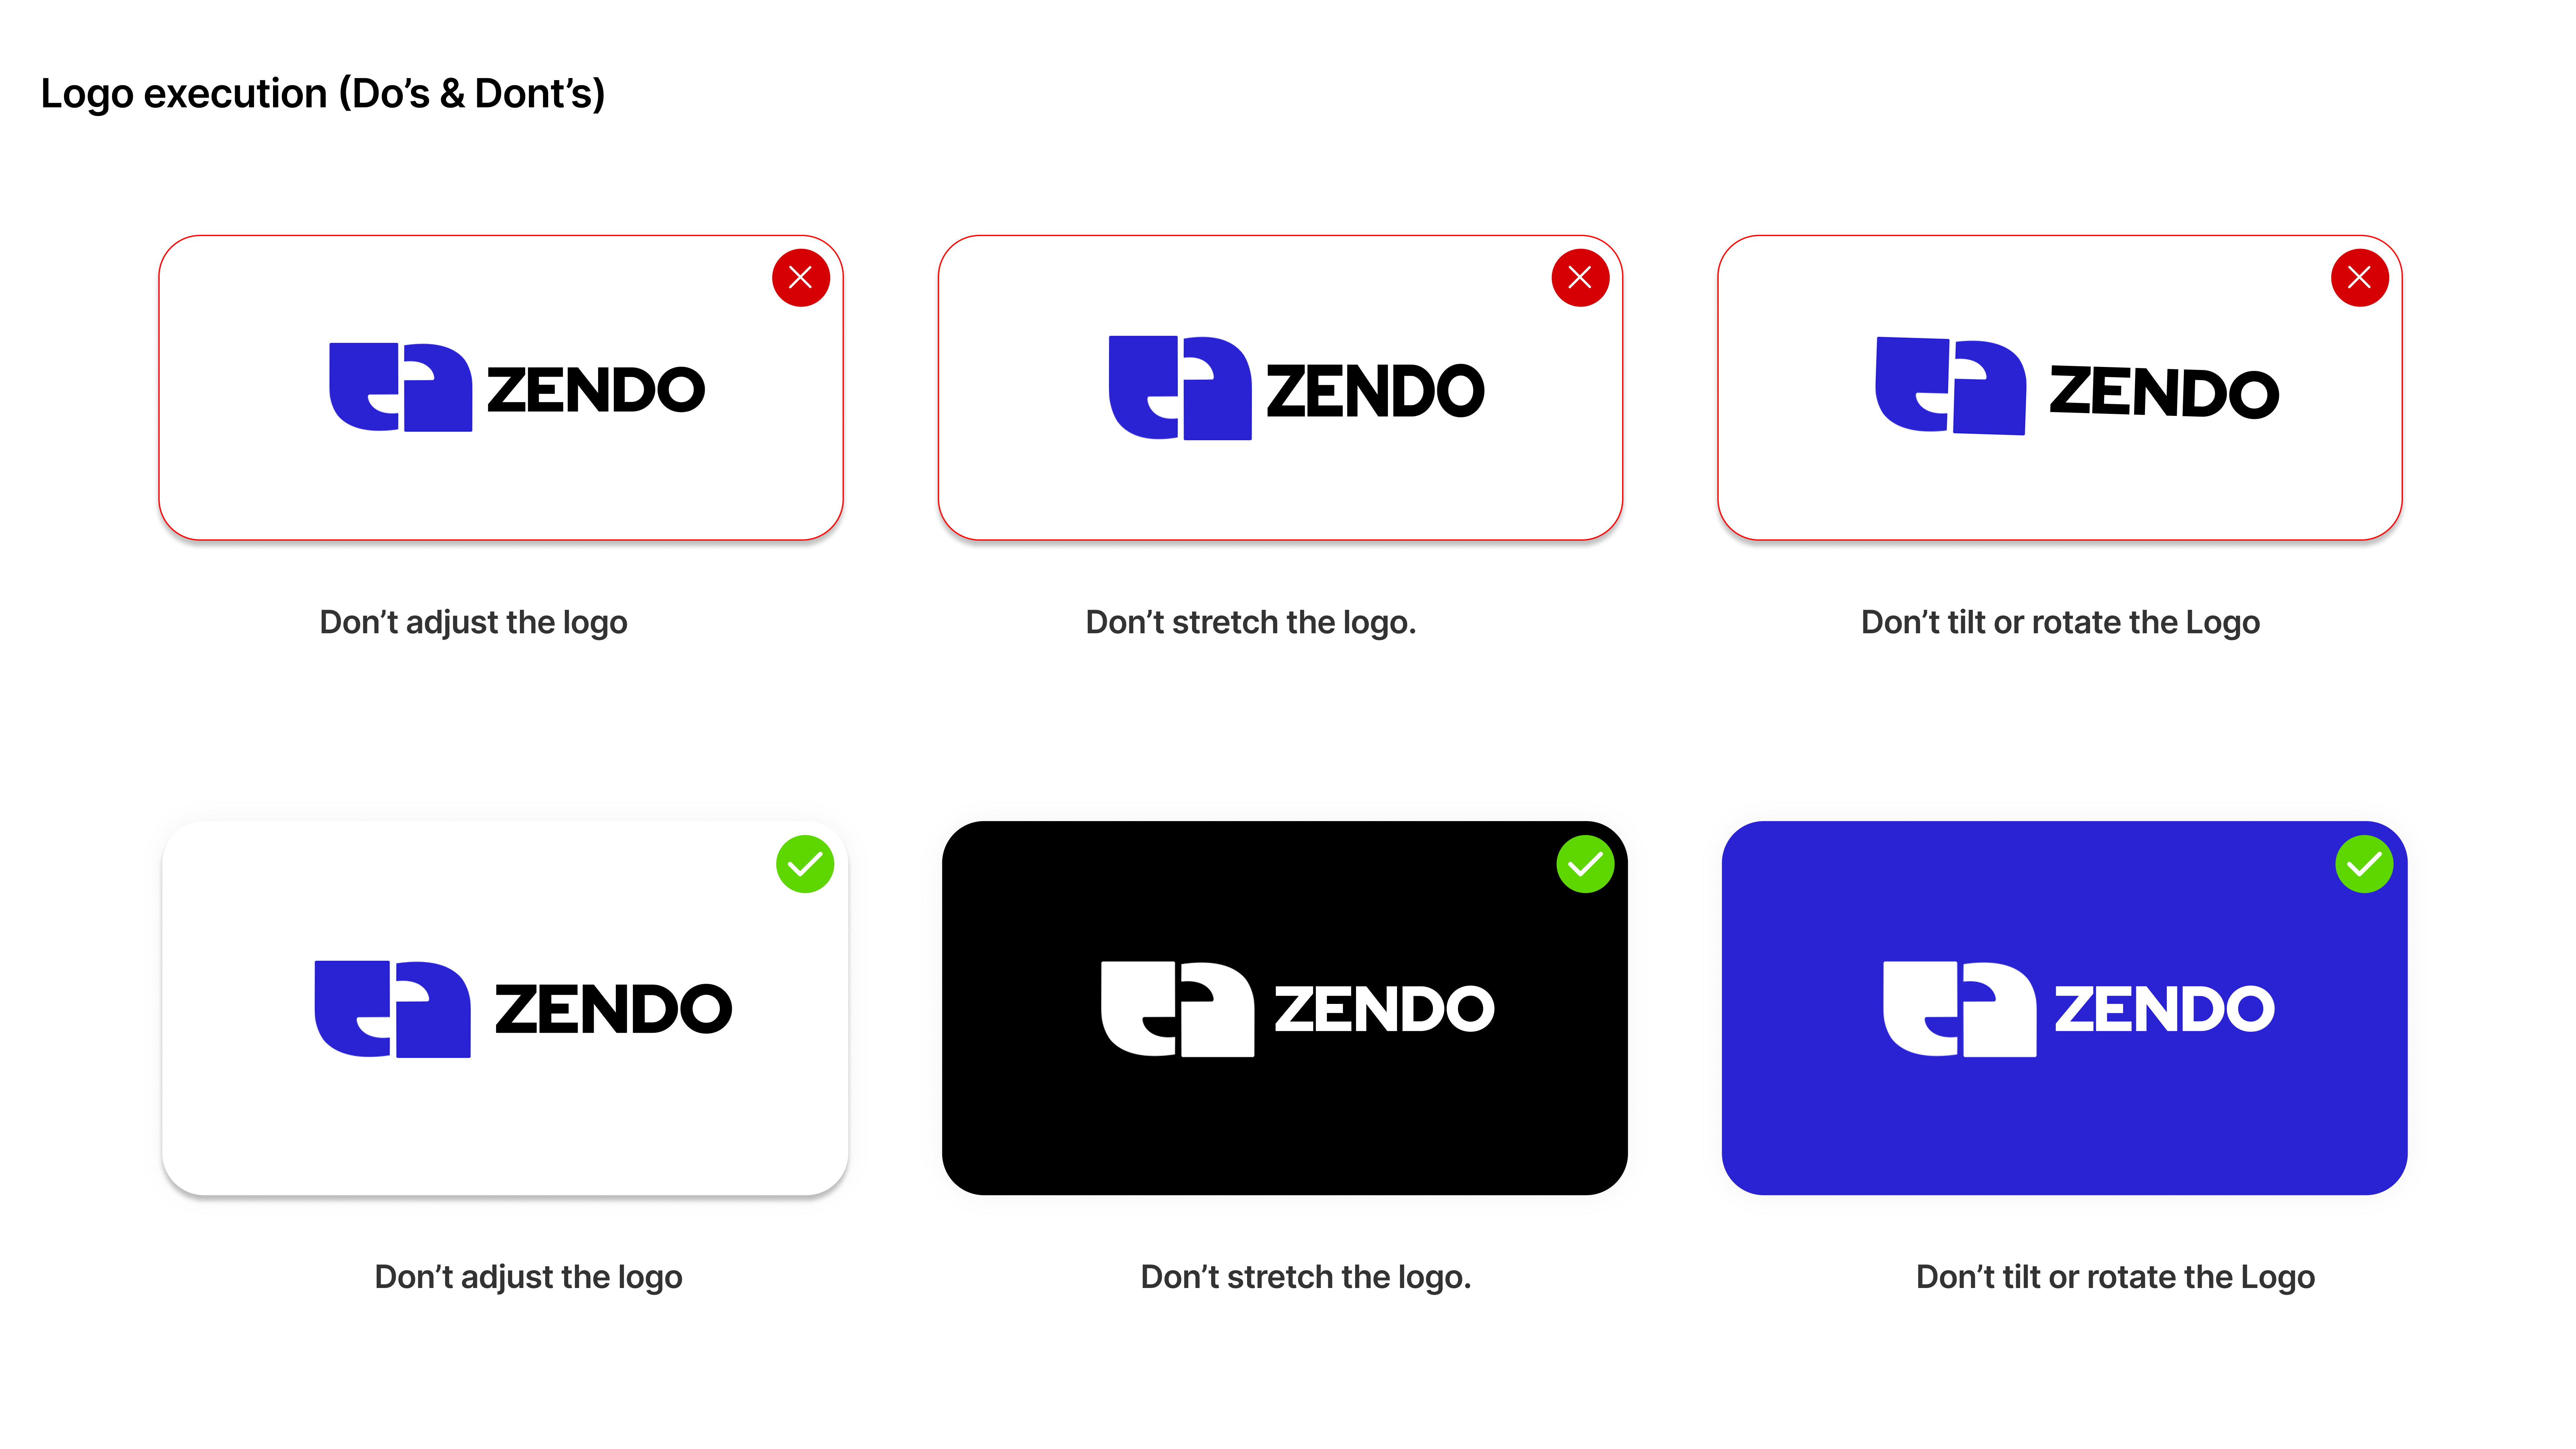 Logo execution (Do’s & Dont’s)
ZENDO
ZENDO
ZENDO
Don’t adjust the logo
Don’t stretch the logo.
Don’t tilt or rotate the Logo
ZENDO
ZENDO
ZENDO
Don’t adjust the logo
Don’t stretch the logo.
Don’t tilt or rotate the Logo